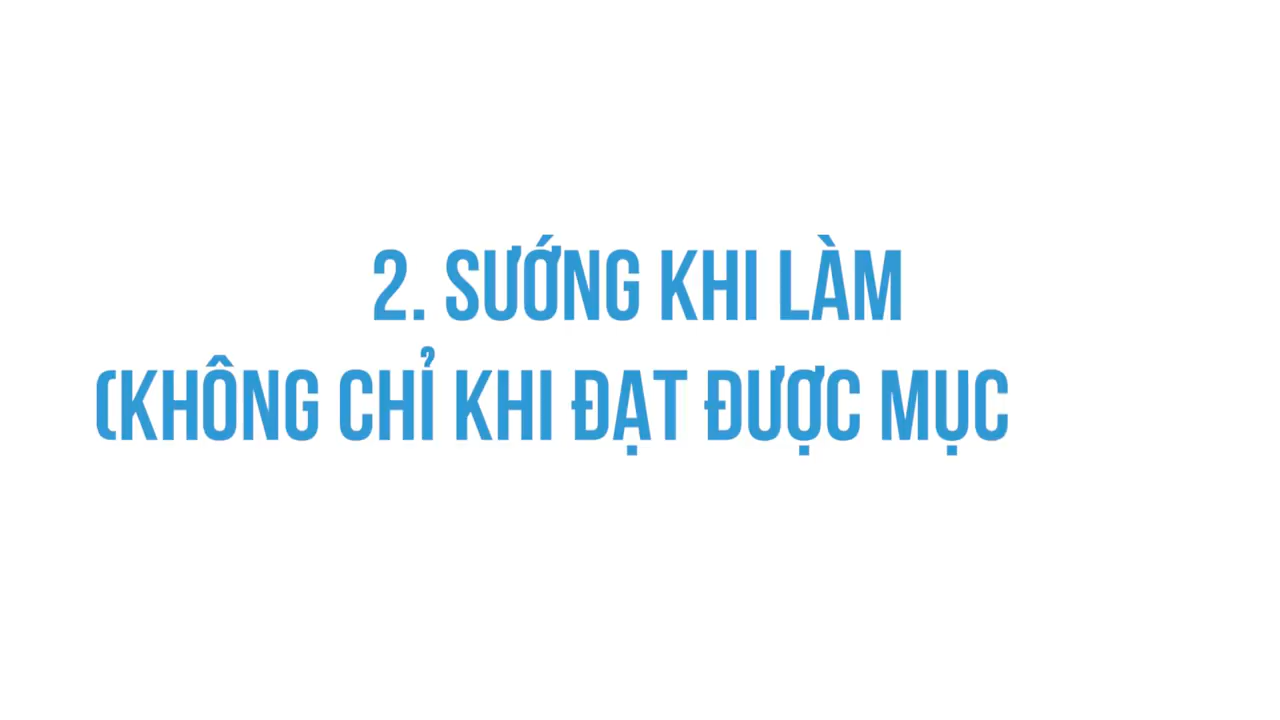 2. SƯỚNG KHI LÀM
(KHÔNG CHỈ KHI ĐẠT ĐƯỢC MỤC